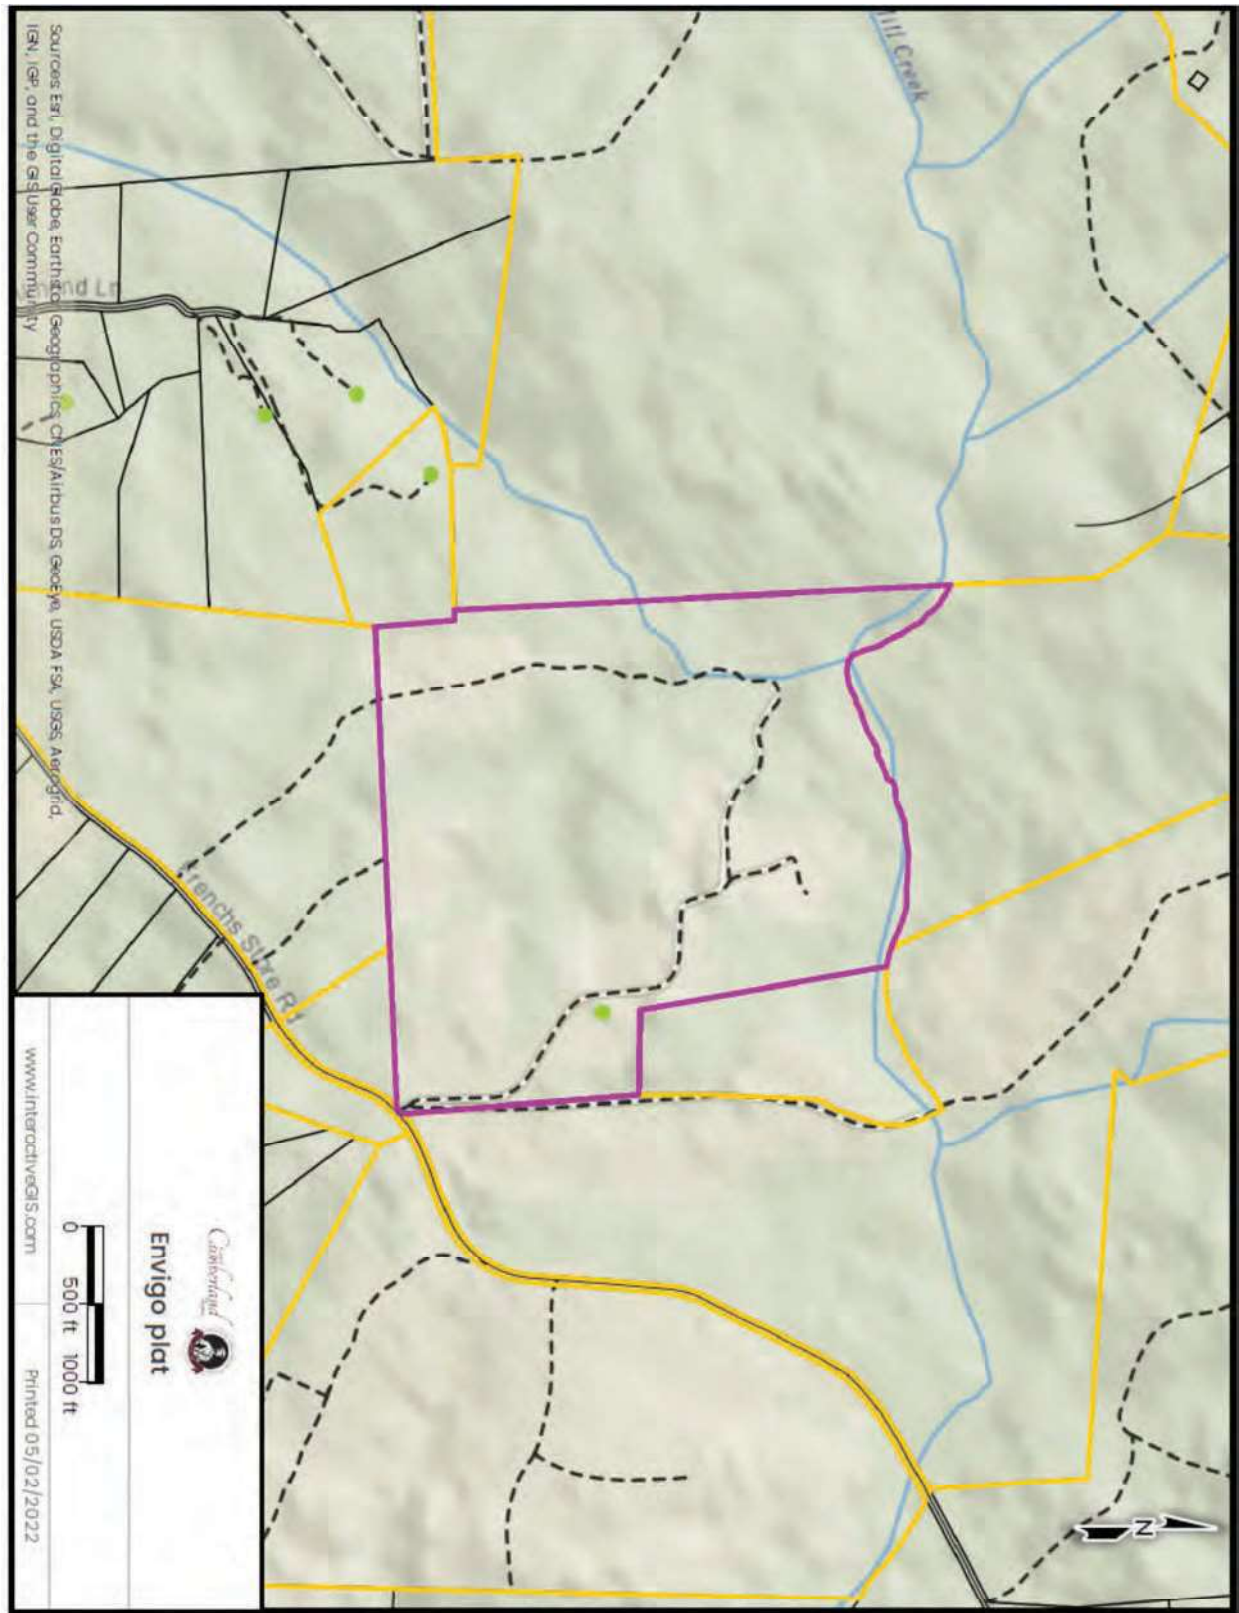 Mill Creek
Frenchs Store Rd
N
Cumberland
Envigo plat
0 500 ft 1000 ft
www.interactiveGIS.com Printed 05/02/2022
Sources: Esri, DigitalGlobe, Earthstar Geographics, CNES/Airbus DS, GeoEye, USDA FSA, USGS, Aerogrid,
IGN, IGP, and the GIS User Community